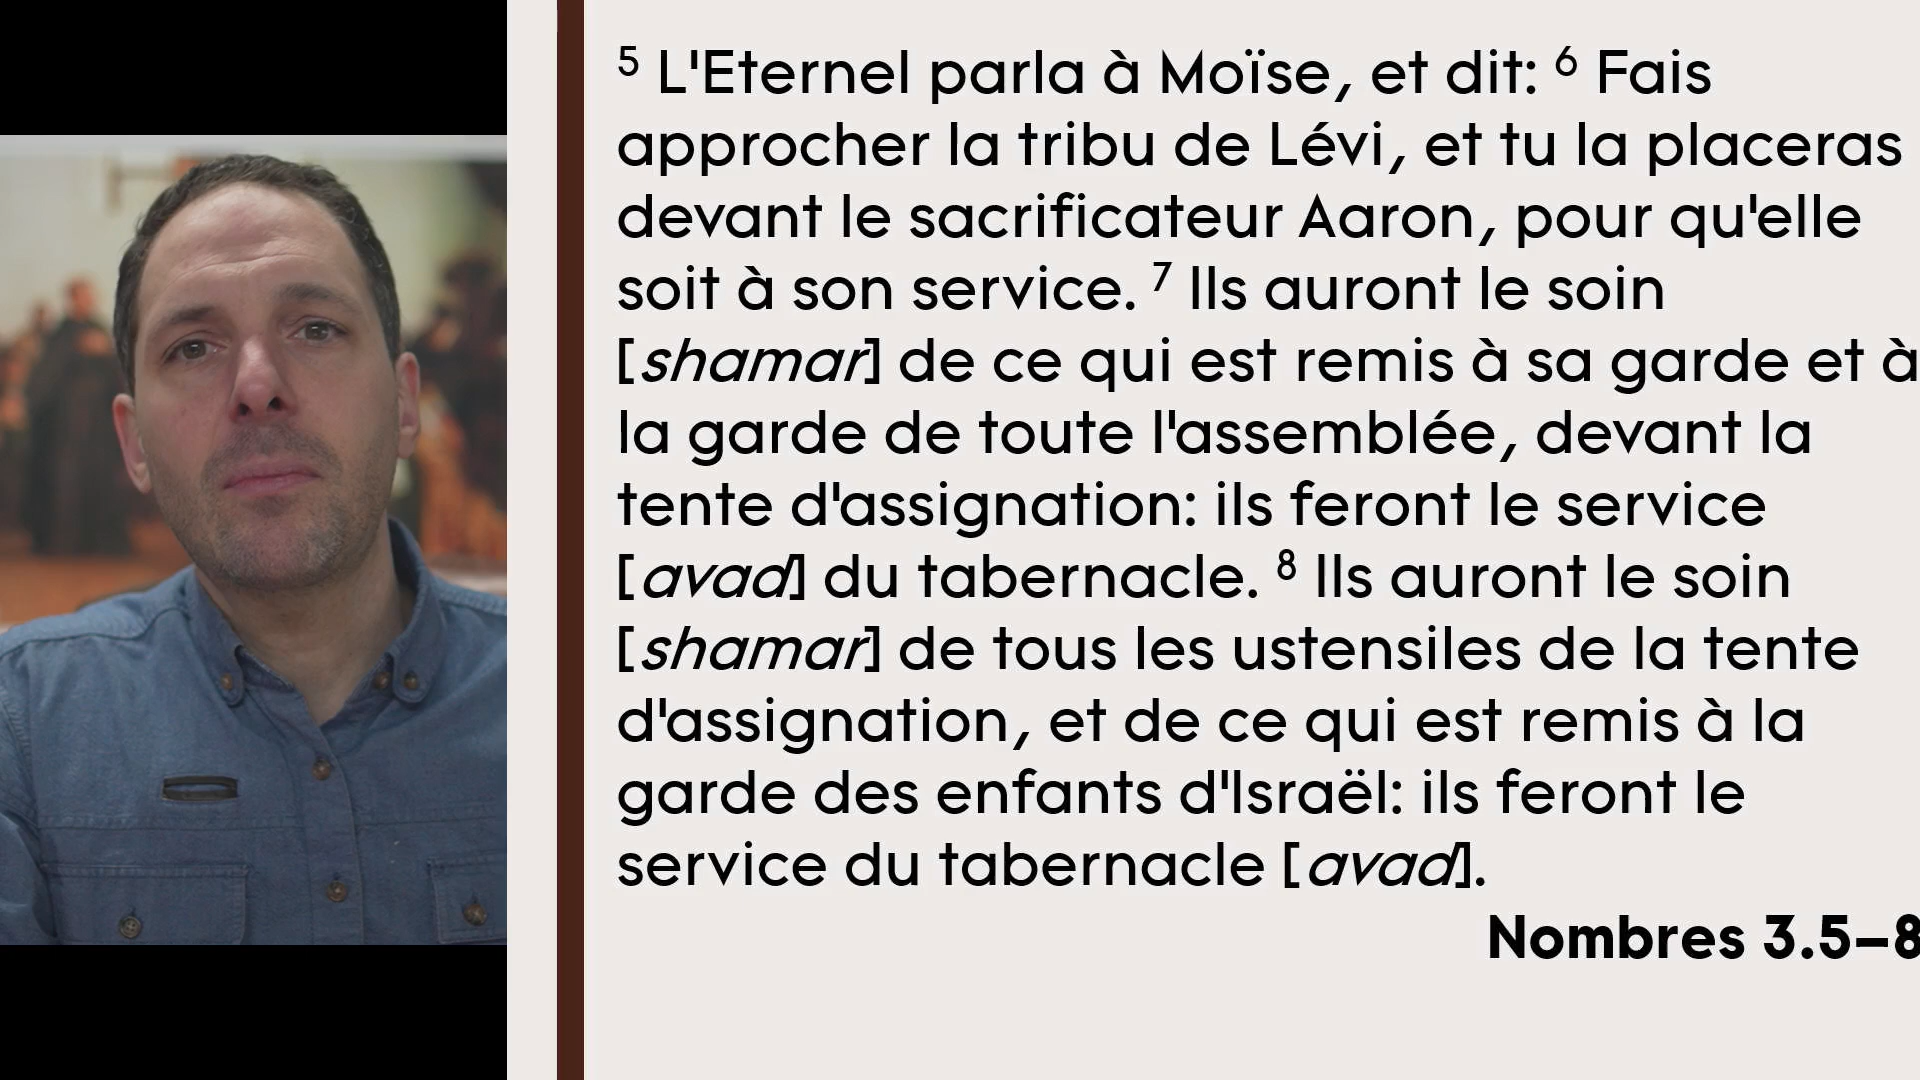 5 L'Eternel parla à Moïse, et dit: 6 Fais
approcher la tribu de Lévi, et tu la placeras
devant le sacrificateur Aaron, pour qu'elle
soit à son service. 7 Ils auront le soin
[shamar] de ce qui est remis à sa garde et à
la garde de toute l'assemblée, devant la
tente d'assignation: ils feront le service
[avad] du tabernacle. 8 Ils auront le soin
[shamar] de tous les ustensiles de la tente
d'assignation, et de ce qui est remis à la
garde des enfants d'Israël: ils feront le
service du tabernacle [avad].
Nombres 3.5–8